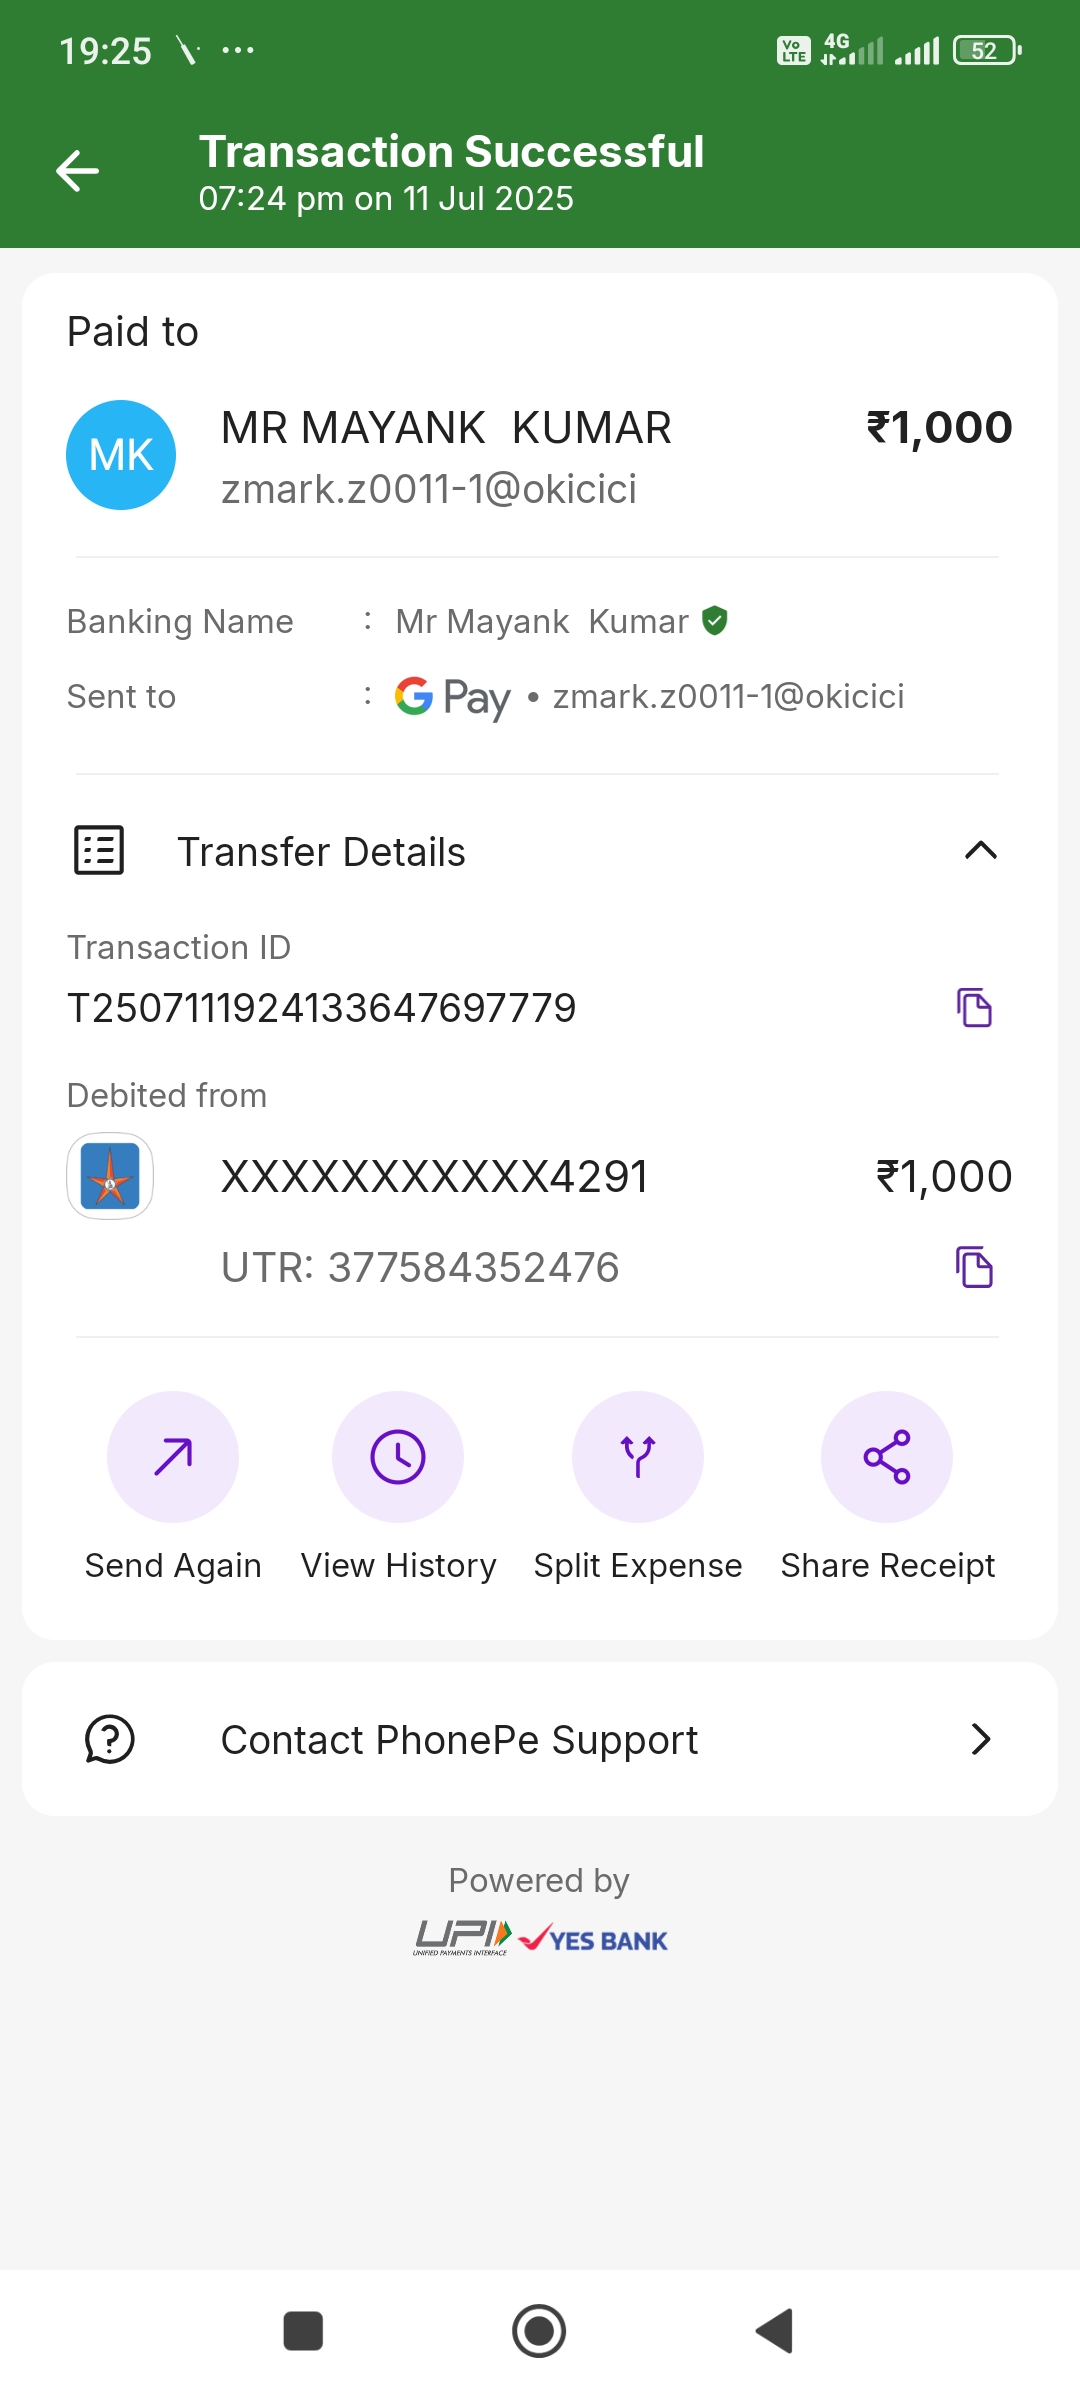 19:25 ... Vo LTE 4G 52
Transaction Successful
07:24 pm on 11 Jul 2025
Paid to
MK MR MAYANK  KUMAR ₹1,000
zmark.z0011-1@okicici
Banking Name : Mr Mayank  Kumar
Sent to : G Pay • zmark.z0011-1@okicici
Transfer Details
Transaction ID
T2507111924133647697779
Debited from
XXXXXXXXXXX4291 ₹1,000
UTR: 377584352476
Send Again View History Split Expense Share Receipt
Contact PhonePe Support
Powered by
UPI YES BANK
UNIFIED PAYMENTS INTERFACE